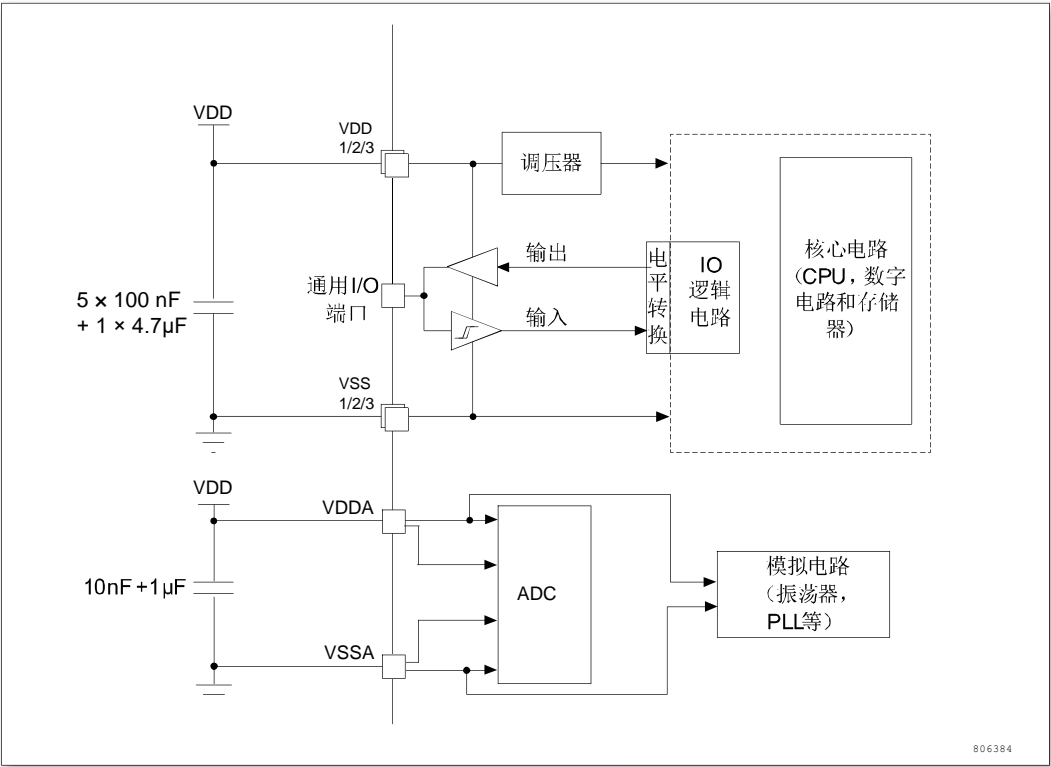 VDD
VDD
1/2/3
调压器
核心电路
（CPU，数字
电路和存储
器）
输出
电
平
转
换
IO
逻辑
电路
通用I/O
端口
5 × 100 nF
+ 1 × 4.7μF
输入
VSS
1/2/3
VDD
VDDA
ADC
模拟电路
（振荡器，
PLL等）
10nF+1μF
VSSA
806384